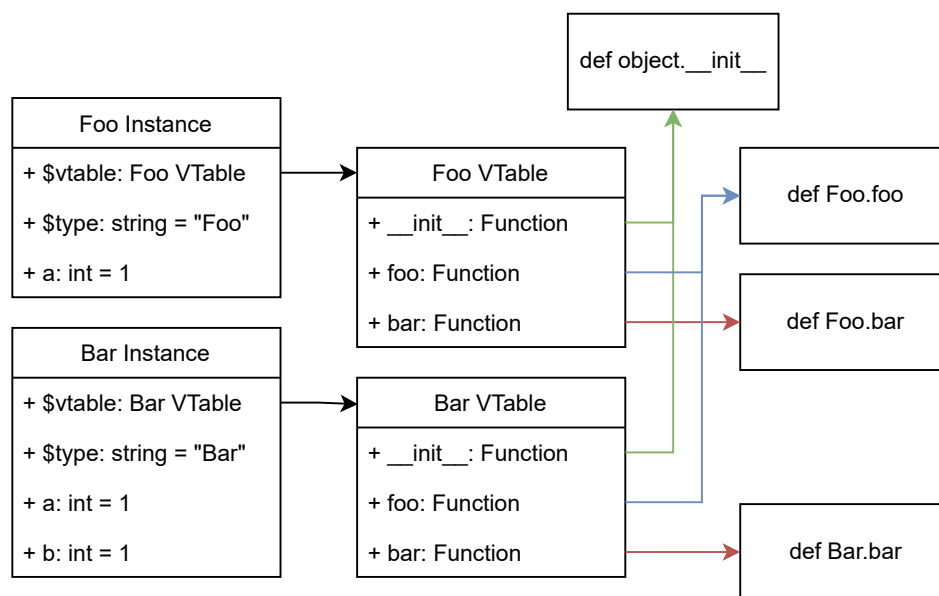 def object.__init__
Foo Instance
+ $vtable: Foo VTable
+ $type: string = "Foo"
+ a: int = 1
Foo VTable
+ __init__: Function
+ foo: Function
+ bar: Function
def Foo.foo
def Foo.bar
Bar Instance
+ $vtable: Bar VTable
+ $type: string = "Bar"
+ a: int = 1
+ b: int = 1
Bar VTable
+ __init__: Function
+ foo: Function
+ bar: Function
def Bar.bar